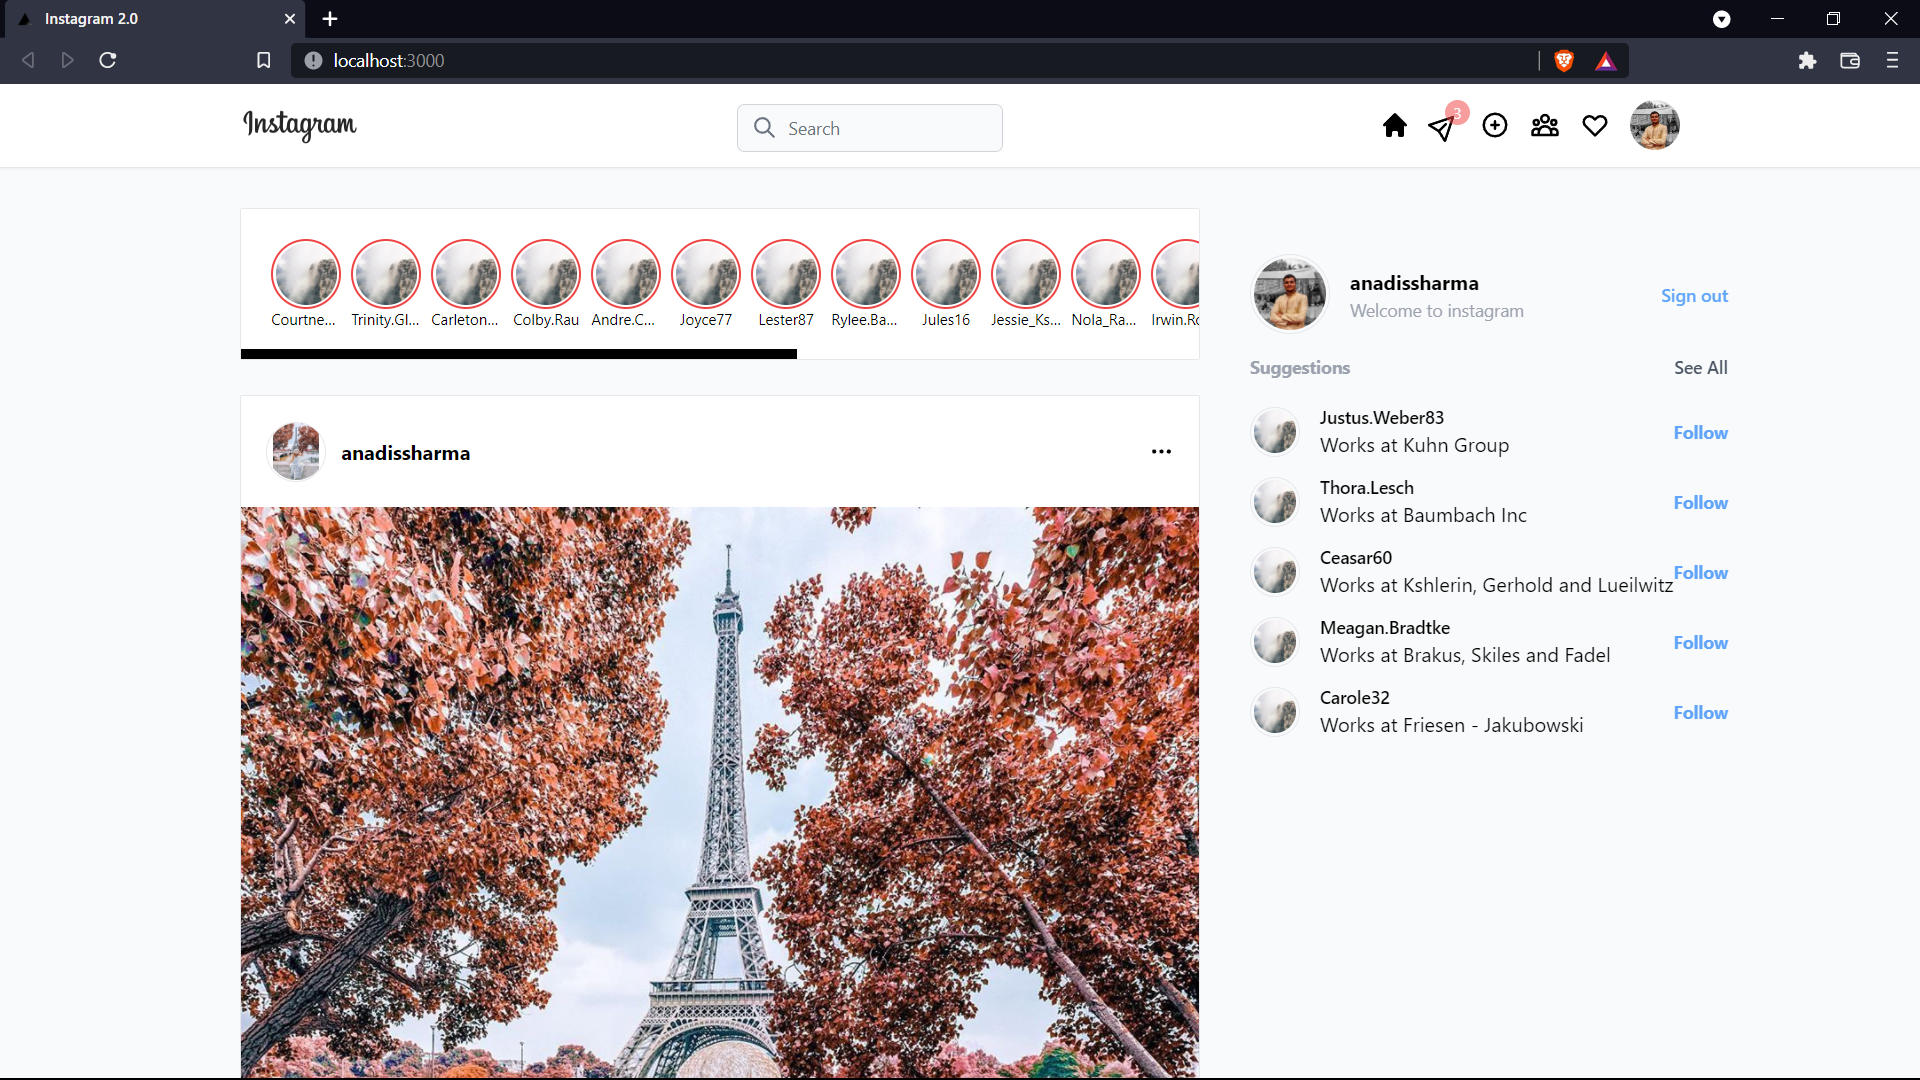 Instagram 2.0
localhost:3000
Instagram
Search
3
Courtne...
Trinity.Gl...
Carleton...
Colby.Rau
Andre.C...
Joyce77
Lester87
Rylee.Ba...
Jules16
Jessie_Ks...
Nola_Ra...
Irwin.Ro
anadissharma
Welcome to instagram
Sign out
Suggestions
See All
Justus.Weber83
Works at Kuhn Group
Follow
Thora.Lesch
Works at Baumbach Inc
Follow
Ceasar60
Works at Kshlerin, Gerhold and Lueilwitz
Follow
Meagan.Bradtke
Works at Brakus, Skiles and Fadel
Follow
Carole32
Works at Friesen - Jakubowski
Follow
anadissharma